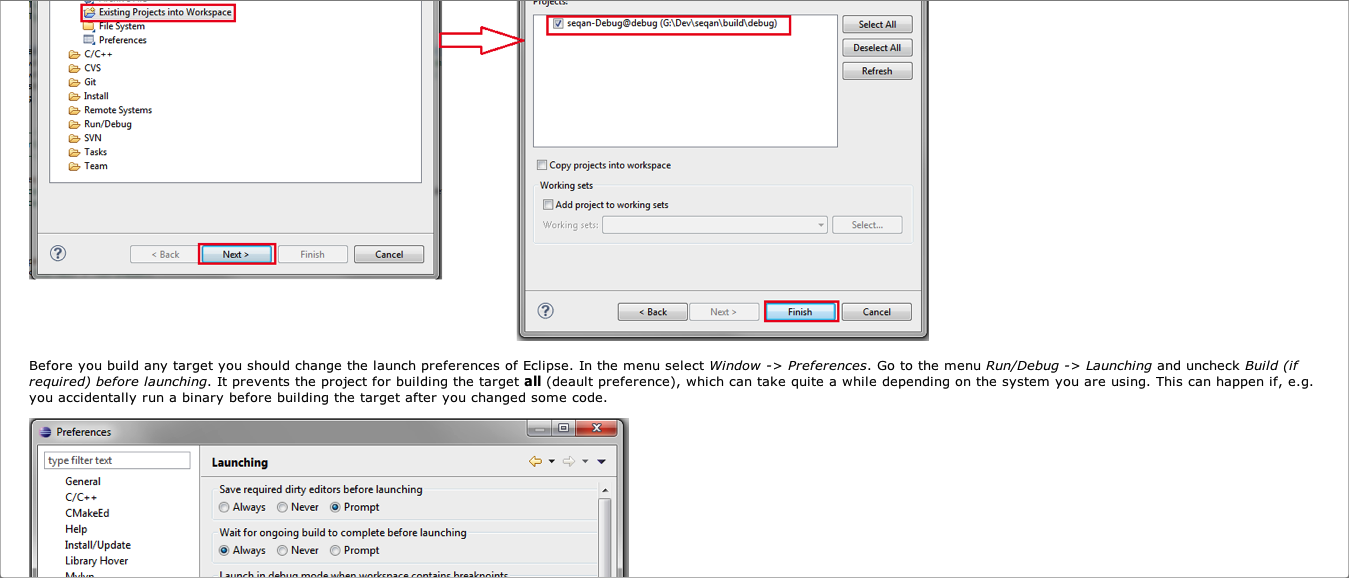 Existing Projects into Workspace
File System
Preferences
C/C++
CVS
Git
Install
Remote Systems
Run/Debug
SVN
Tasks
Team
< Back
Next >
Finish
Cancel
Projects:
seqan-Debug@debug (G:\Dev\seqan\build\debug)
Select All
Deselect All
Refresh
Copy projects into workspace
Working sets
Add project to working sets
Working sets:
Select...
< Back
Next >
Finish
Cancel
Before you build any target you should change the launch preferences of Eclipse. In the menu select Window -> Preferences. Go to the menu Run/Debug -> Launching and uncheck Build (if
required) before launching. It prevents the project for building the target all (deault preference), which can take quite a while depending on the system you are using. This can happen if, e.g.
you accidentally run a binary before building the target after you changed some code.
Preferences
type filter text
General
C/C++
CMakeEd
Help
Install/Update
Library Hover
Mylyn
Launching
Save required dirty editors before launching
Always Never Prompt
Wait for ongoing build to complete before launching
Always Never Prompt
Launch in debug mode when workspace contains breakpoints